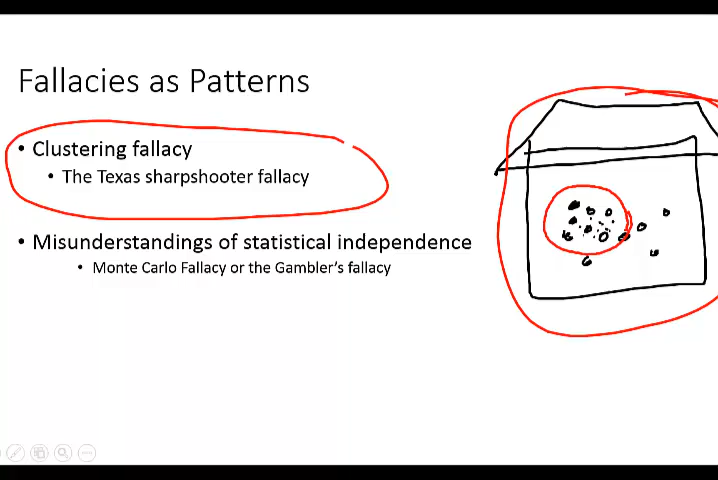 Fallacies as Patterns
• Clustering fallacy
• The Texas sharpshooter fallacy
• Misunderstandings of statistical independence
• Monte Carlo Fallacy or the Gambler's fallacy